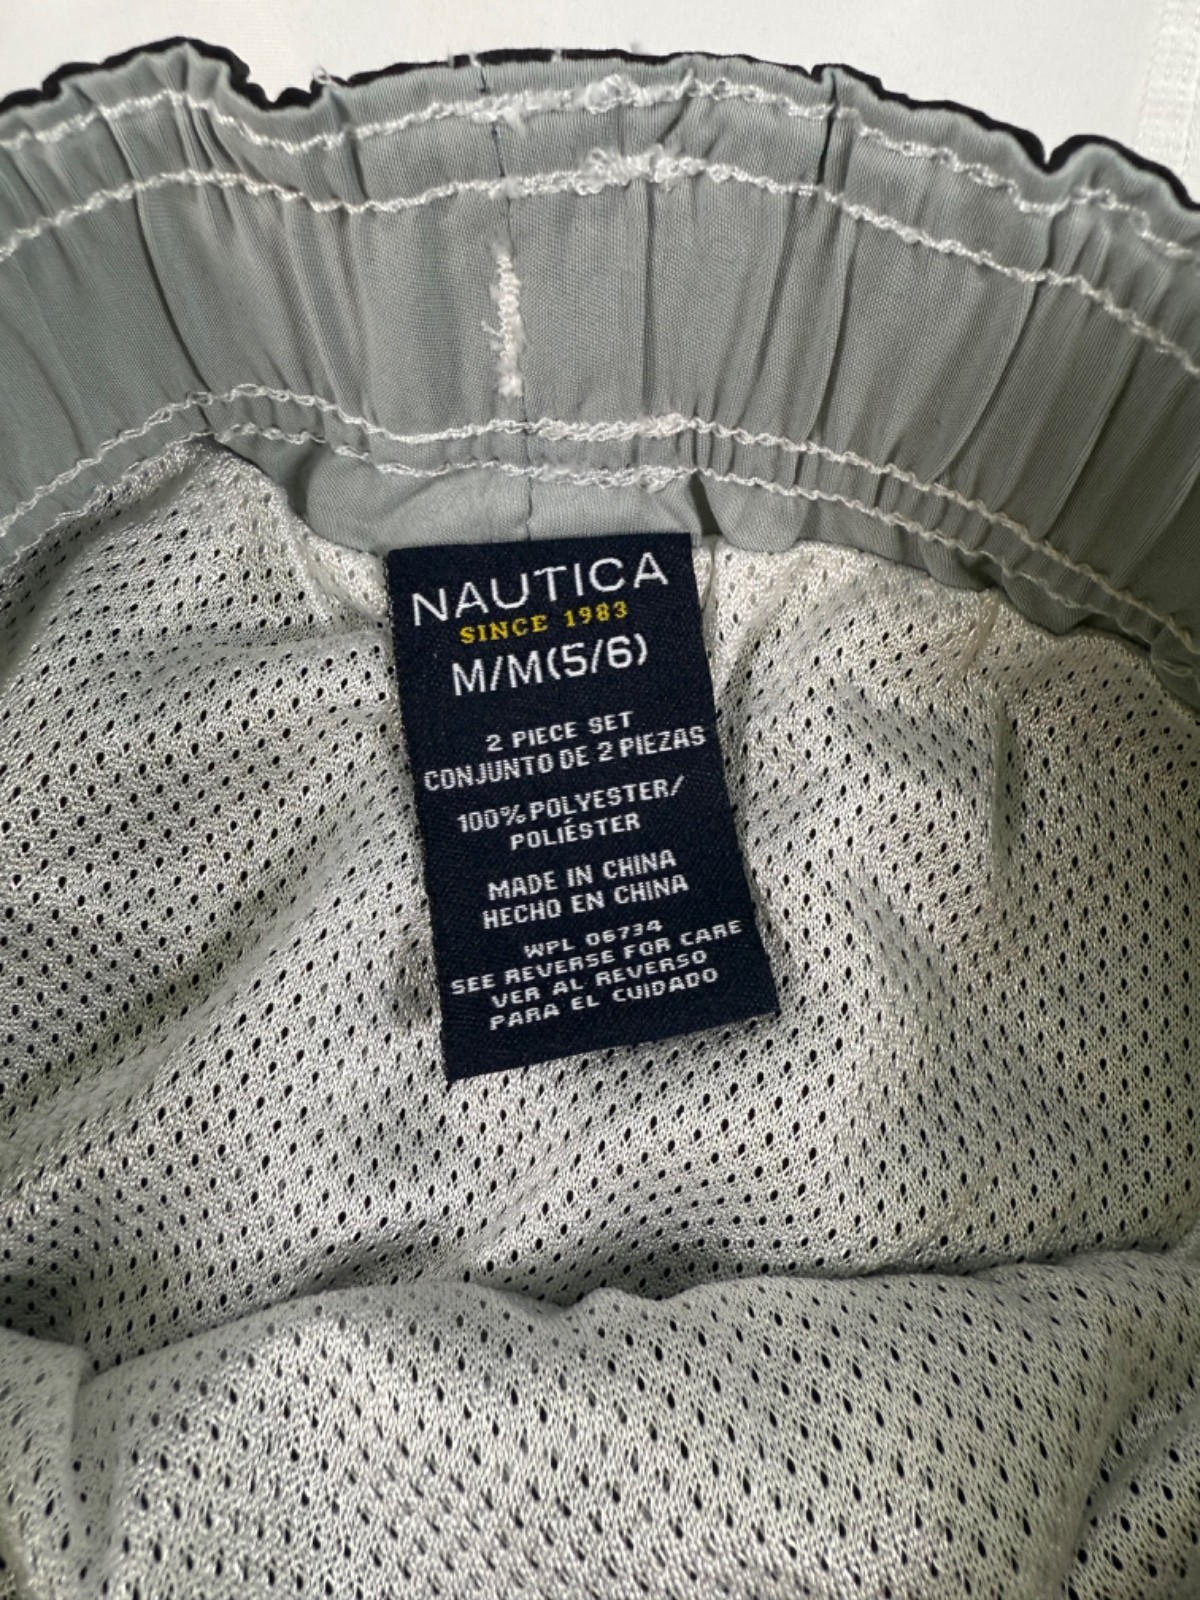 NAUTICA
SINCE 1983
M/M(5/6)
2 PIECE SET
CONJUNTO DE 2 PIEZAS
100% POLYESTER/
POLIÉSTER
MADE IN CHINA
HECHO EN CHINA
WPL 06734
SEE REVERSE FOR CARE
VER AL REVERSO
PARA EL CUIDADO